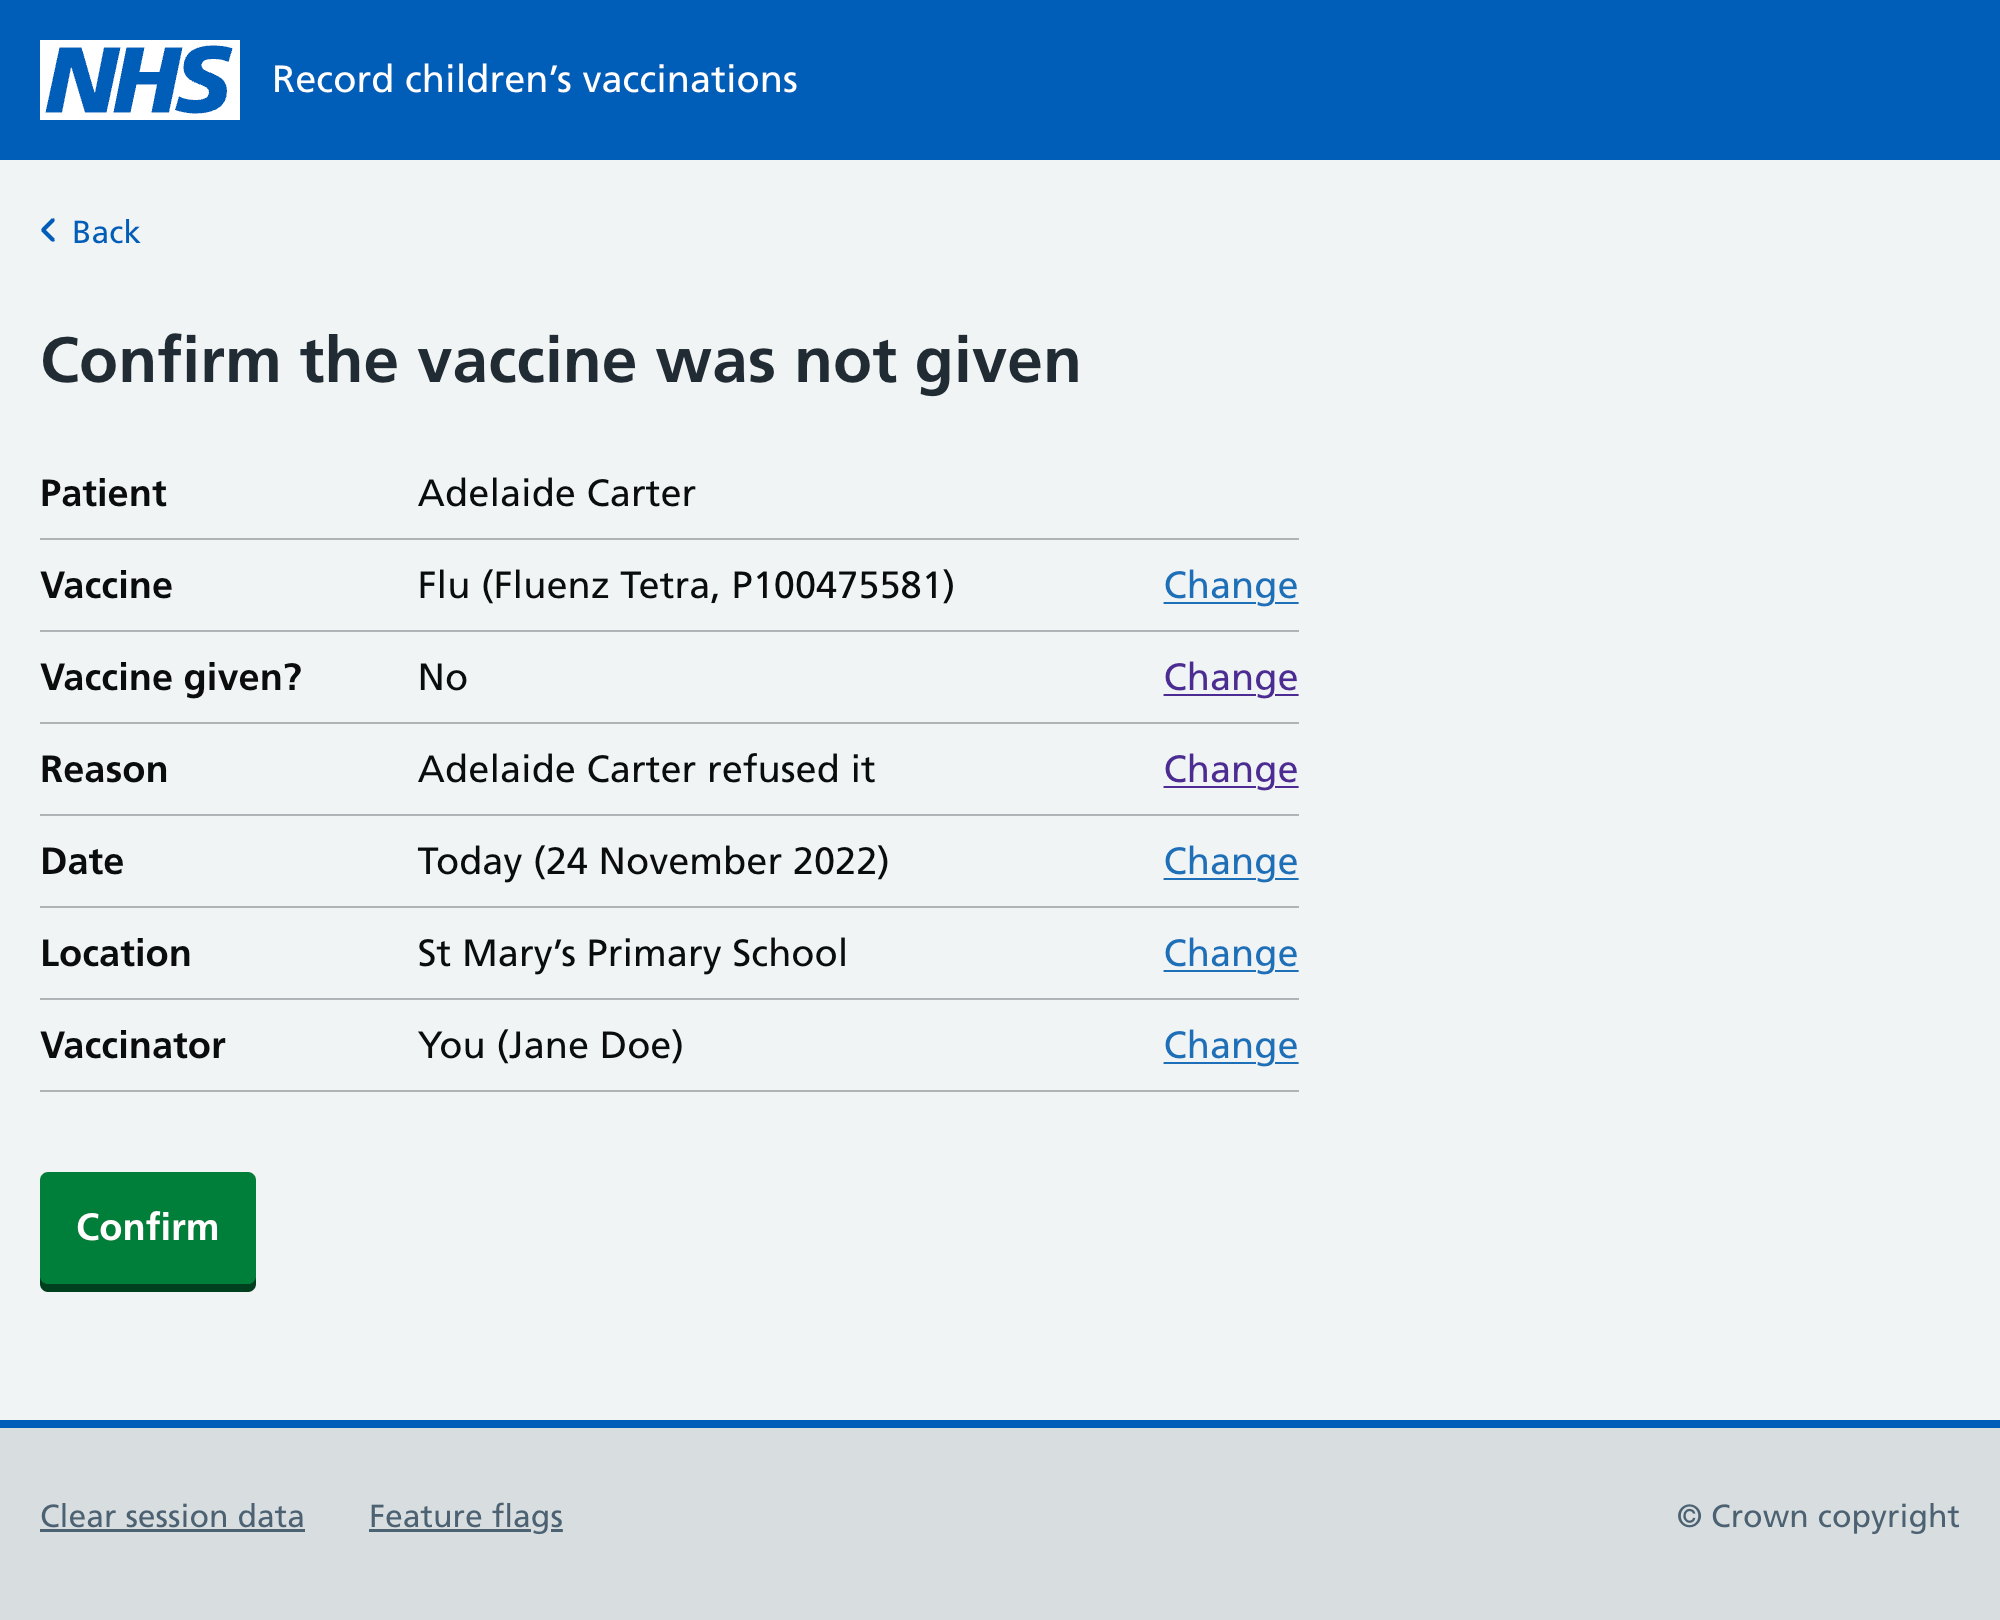 NHS Record children’s vaccinations
Back
Confirm the vaccine was not given
Patient Adelaide Carter
Vaccine Flu (Fluenz Tetra, P100475581) Change
Vaccine given? No Change
Reason Adelaide Carter refused it Change
Date Today (24 November 2022) Change
Location St Mary’s Primary School Change
Vaccinator You (Jane Doe) Change
Confirm
Clear session data Feature flags © Crown copyright